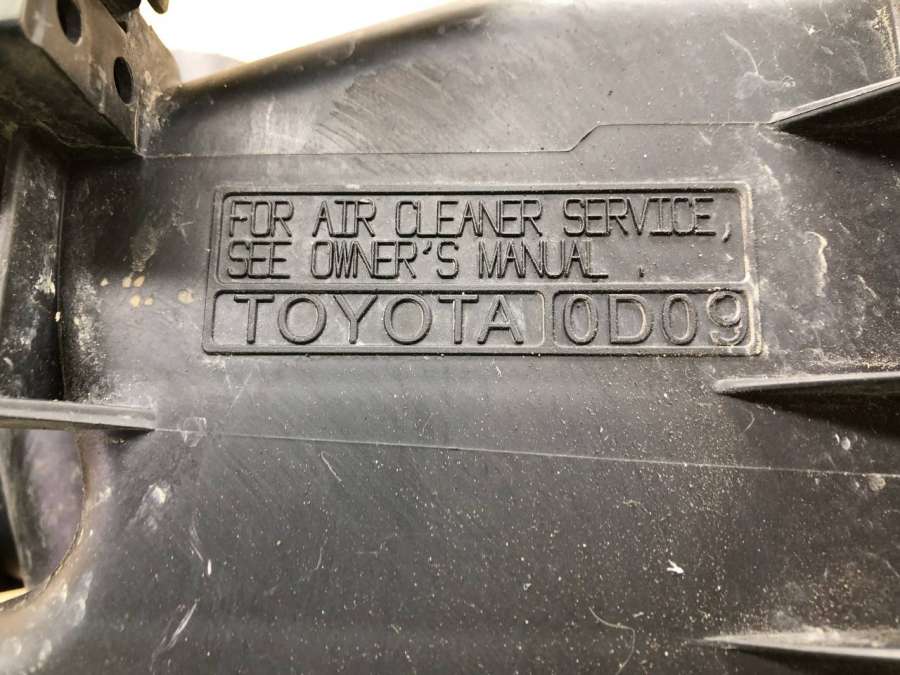 FOR AIR CLEANER SERVICE,
SEE OWNER'S MANUAL .
TOYOTA 0D09